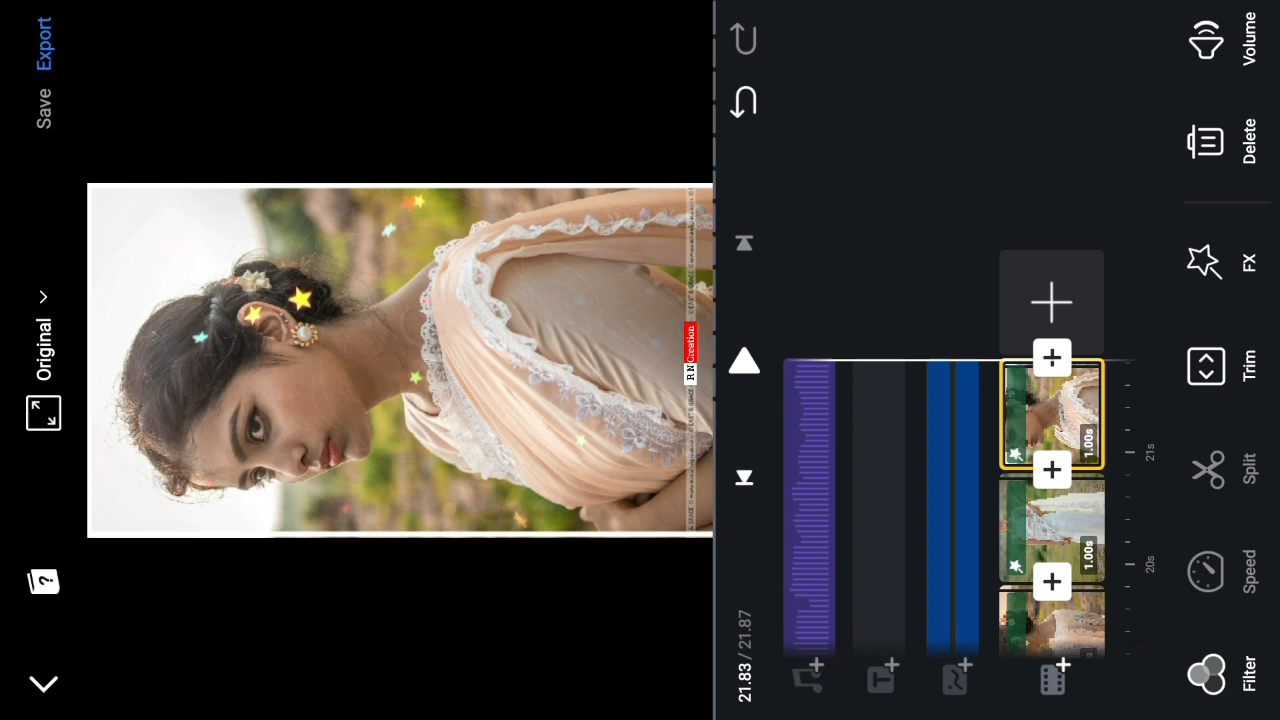 Original Save Export
R N Creation
21.83 / 21.87
1.00s 1.00s
20s 21s
Filter Speed Split Trim FX Delete Volume